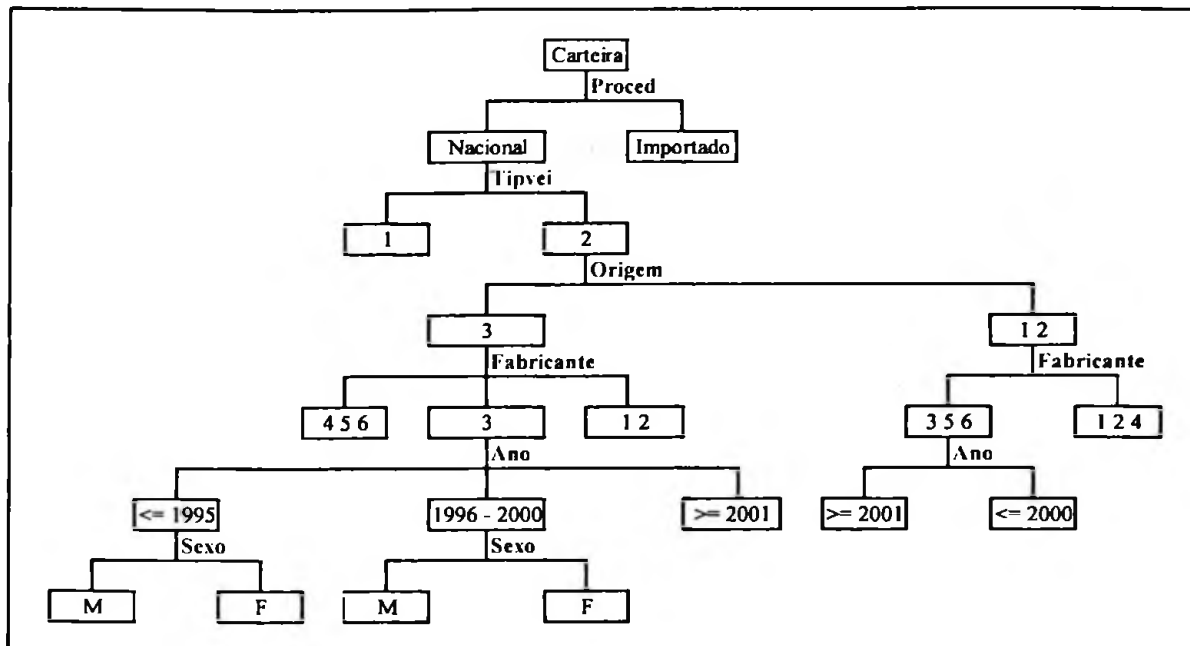 Carteira
Proced
Nacional Importado
Tipvei
1 2
Origem
3 1 2
Fabricante Fabricante
4 5 6 3 1 2 3 5 6 1 2 4
Ano Ano
<= 1995 1996 - 2000 >= 2001 >= 2001 <= 2000
Sexo Sexo
M F M F